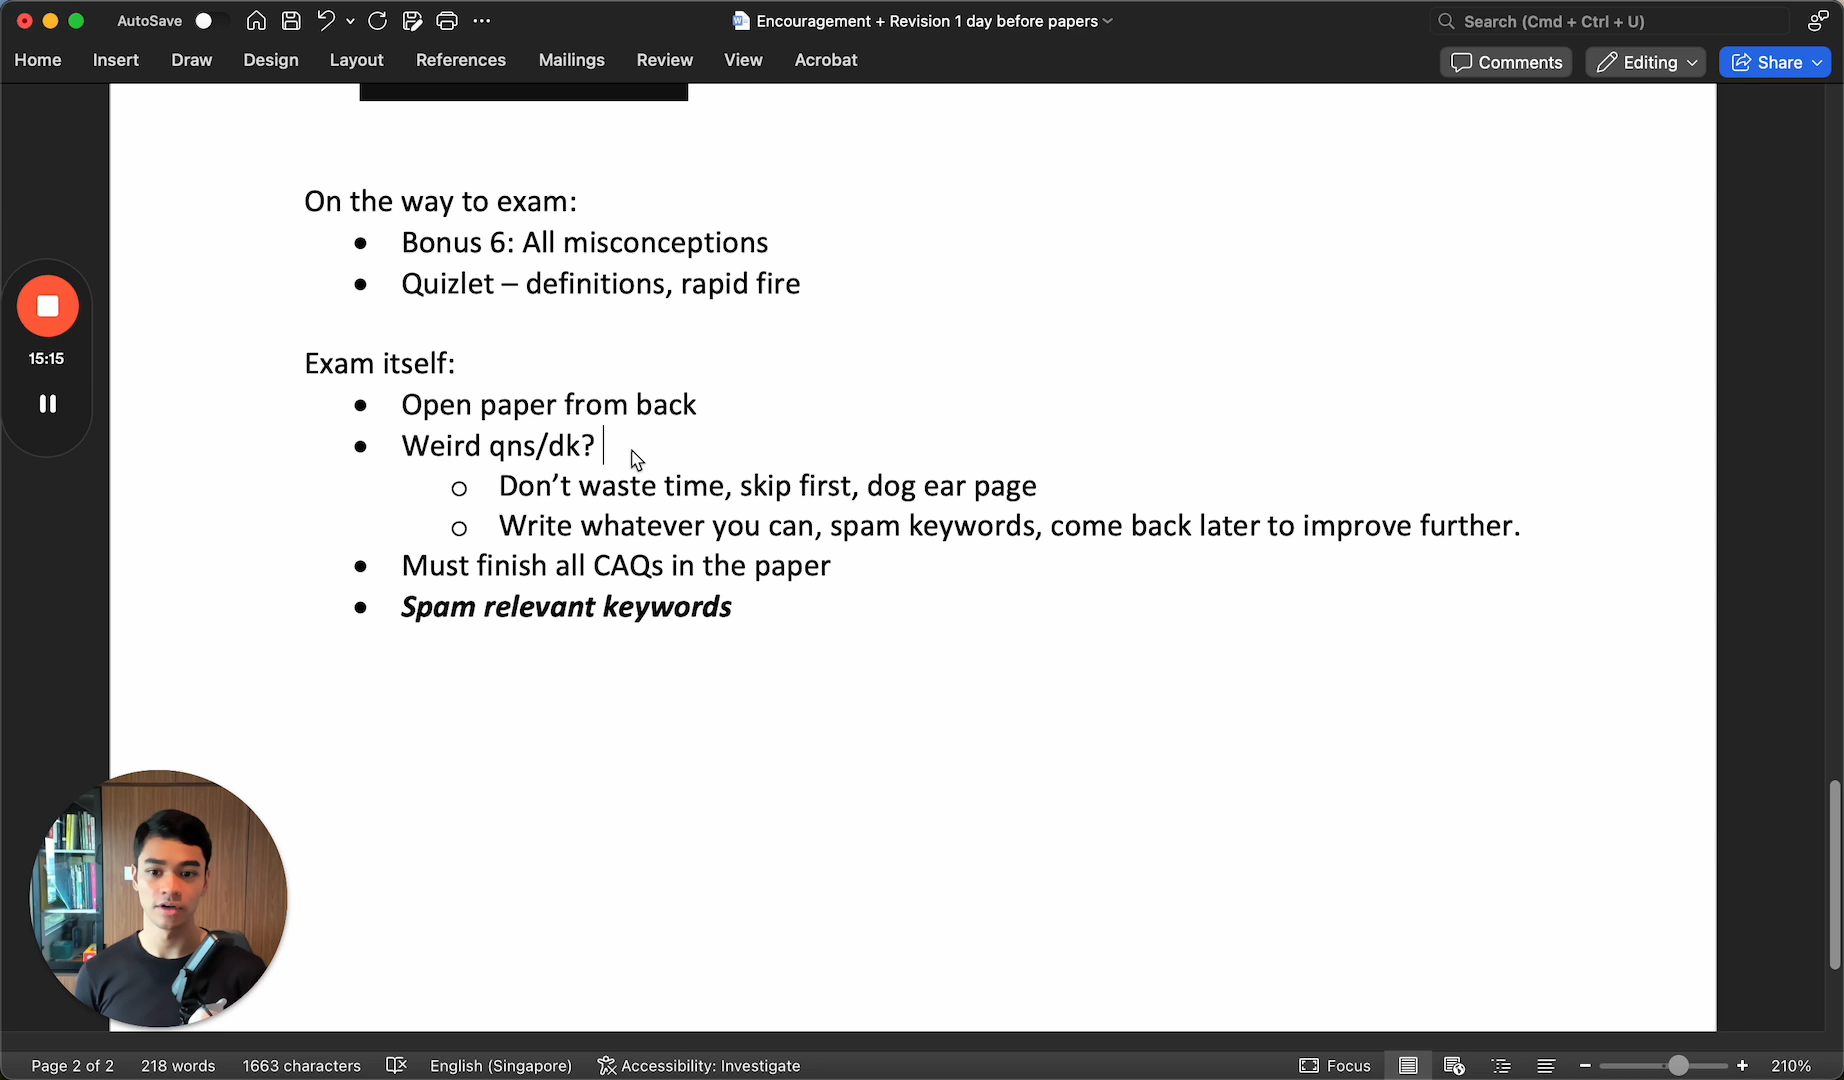 AutoSave
Encouragement + Revision 1 day before papers
Search (Cmd + Ctrl + U)
Home Insert Draw Design Layout References Mailings Review View Acrobat
Comments Editing Share
On the way to exam:
• Bonus 6: All misconceptions
• Quizlet – definitions, rapid fire
15:15
Exam itself:
• Open paper from back
• Weird qns/dk?
o Don’t waste time, skip first, dog ear page
o Write whatever you can, spam keywords, come back later to improve further.
• Must finish all CAQs in the paper
• Spam relevant keywords
Page 2 of 2 218 words 1663 characters English (Singapore) Accessibility: Investigate Focus 210%